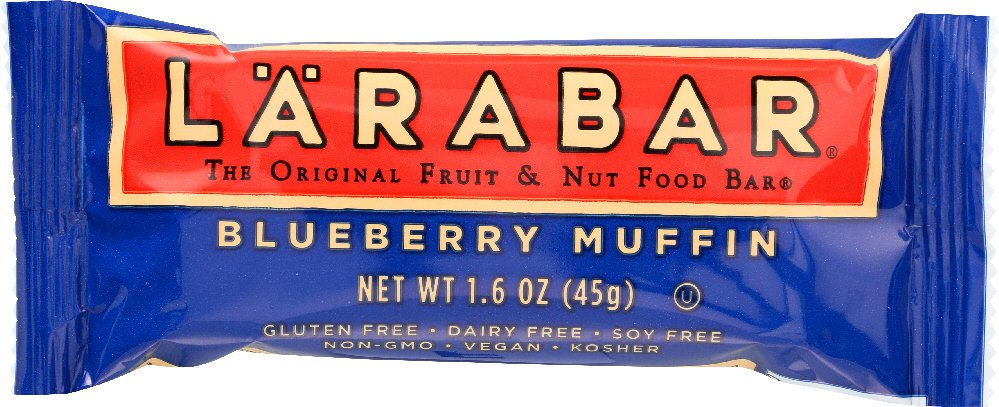 LÄRABAR®
The Original Fruit & Nut Food Bar®
BLUEBERRY MUFFIN
NET WT 1.6 OZ (45g) U
GLUTEN FREE • DAIRY FREE • SOY FREE
NON-GMO • VEGAN • KOSHER